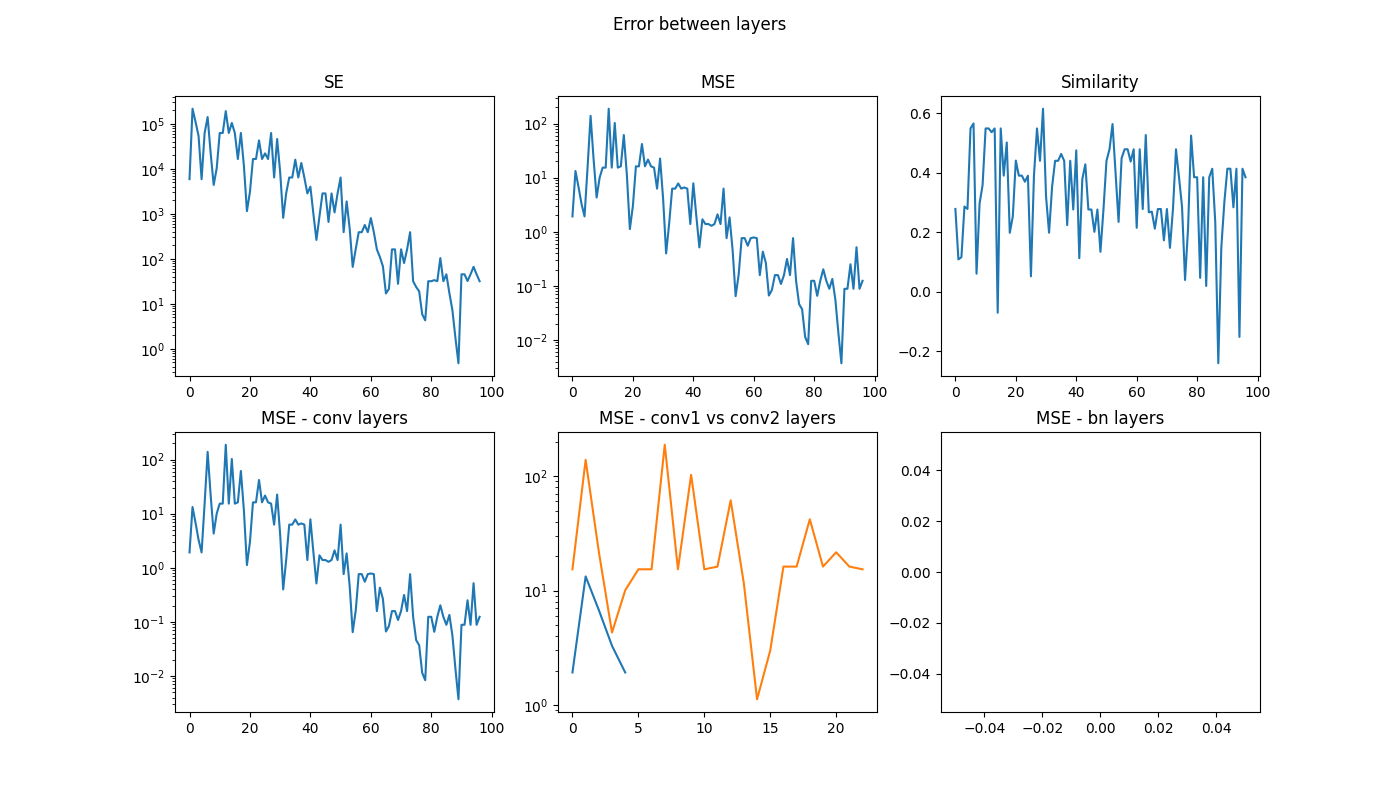 Error between layers
SE
MSE
Similarity
10⁵
10⁴
10³
10²
10¹
10⁰
0 20 40 60 80 100
10²
10¹
10⁰
10⁻¹
10⁻²
0 20 40 60 80 100
0.6
0.4
0.2
0.0
−0.2
0 20 40 60 80 100
MSE - conv layers
MSE - conv1 vs conv2 layers
MSE - bn layers
10²
10¹
10⁰
10⁻¹
10⁻²
0 20 40 60 80 100
10²
10¹
10⁰
0 5 10 15 20
0.04
0.02
0.00
−0.02
−0.04
−0.04 −0.02 0.00 0.02 0.04